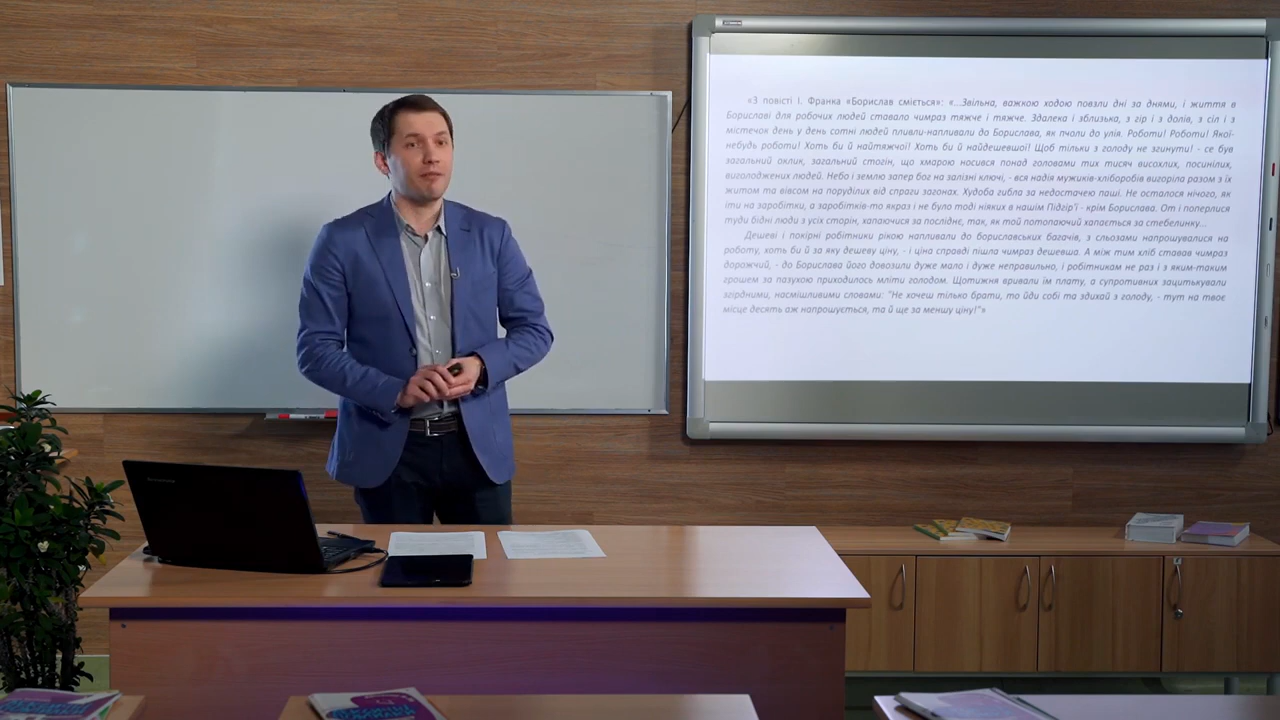 «З повісті І. Франка «Борислав сміється»: «...Звільна, важкою ходою повзли дні за днями, і життя в
Бориславі для робочих людей ставало чимраз тяжче і тяжче. Здалека і зблизька, з гір і з долів, з сіл і з
містечок день у день сотні людей пливли-напливали до Борислава, як пчоли до улія. Роботи! Роботи! Якої-
небудь роботи! Хоть би й найтяжчої! Хоть би й найдешевшої! Щоб тільки з голоду не згинути! - се був
загальний оклик, загальний стогін, що хмарою носився понад головами тих тисяч висохлих, посинілих,
виголоджених людей. Небо і землю запер бог на залізні ключі, - вся надія мужиків-хліборобів вигоріла разом з їх
житом та вівсом на поруділих від спраги загонах. Худоба гибла за недостачею паші. Не осталося нічого, як
іти на заробітки, а заробітків-то якраз і не було тоді ніяких в нашім Підгір'ї - крім Борислава. От і поперлися
туди бідні люди з усіх сторін, хапаючися за посліднє, так, як той потопаючий хапається за стебелинку...
Дешеві і покірні робітники рікою напливали до бориславських багачів, з сльозами напрошувалися на
роботу, хоть би й за яку дешеву ціну, - і ціна справді пішла чимраз дешевша. А між тим хліб ставав чимраз
дорожчий, - до Борислава його довозили дуже мало і дуже неправильно, і робітникам не раз і з яким-таким
грошем за пазухою приходилось мліти голодом. Щотижня вривали їм плату, а супротивних зацитькували
згірдними, насмішливими словами: "Не хочеш тілько брати, то йди собі та здихай з голоду, - тут на твоє
місце десять аж напрошується, та й ще за меншу ціну!"»